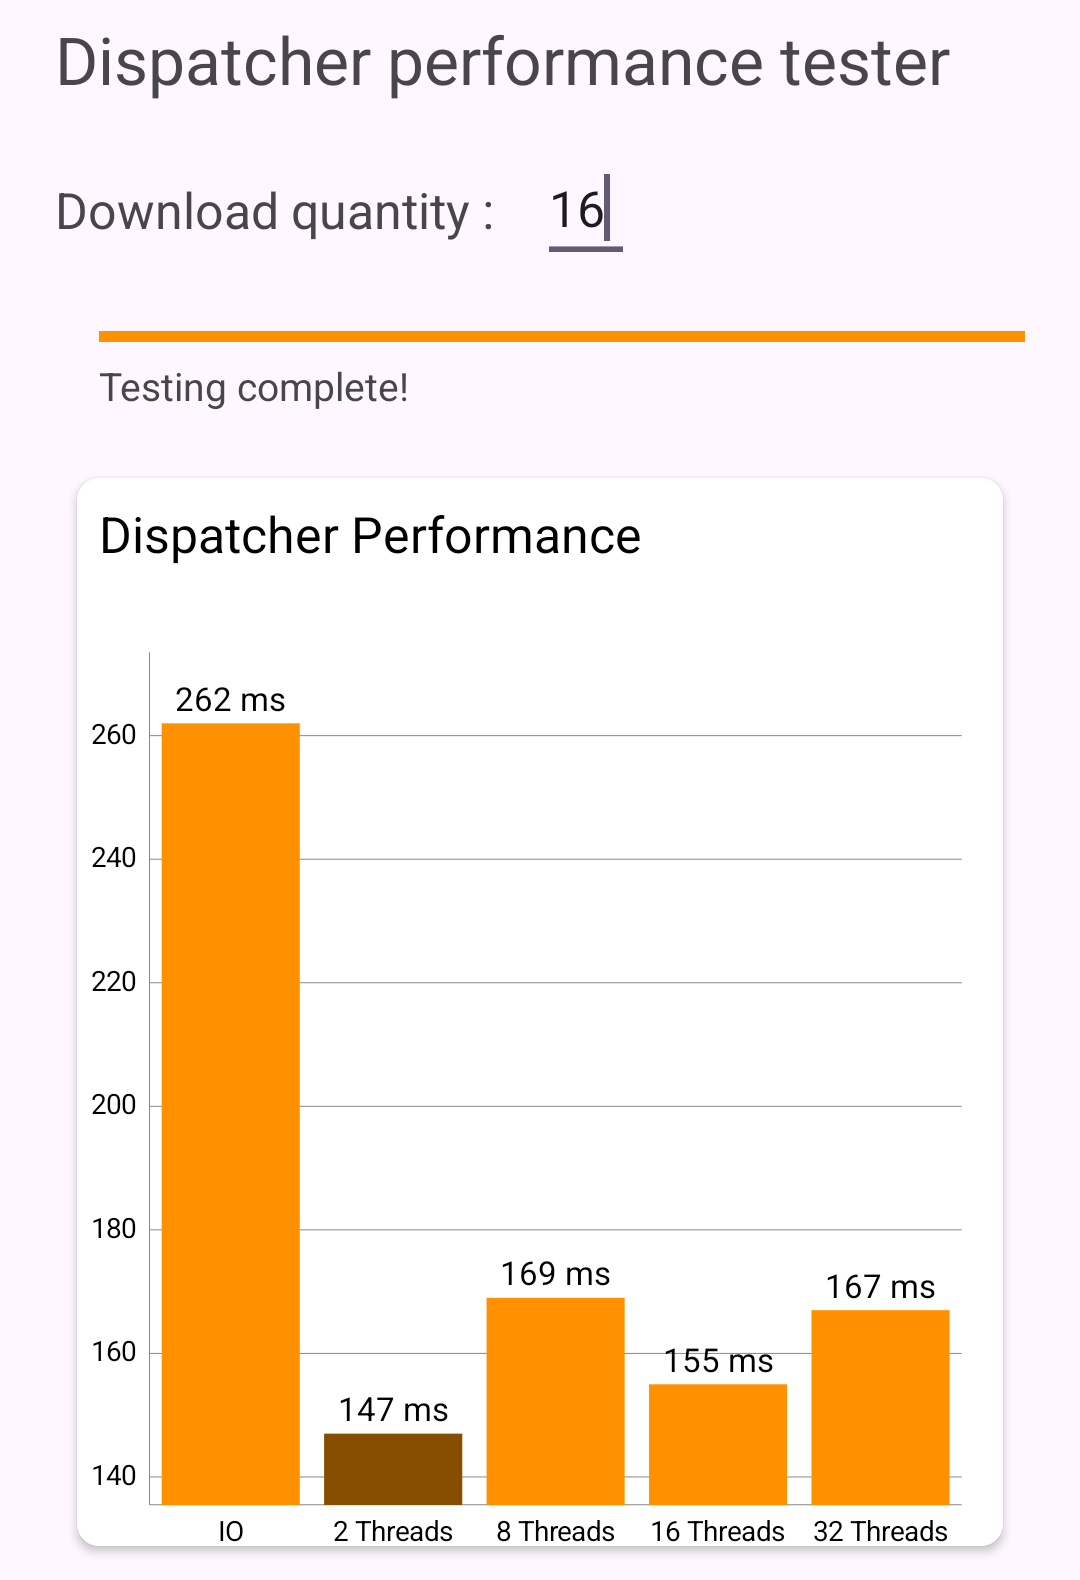 Dispatcher performance tester
Download quantity : 16
Testing complete!
Dispatcher Performance
262 ms
260
240
220
200
180
169 ms
167 ms
160
155 ms
147 ms
140
IO 2 Threads 8 Threads 16 Threads 32 Threads